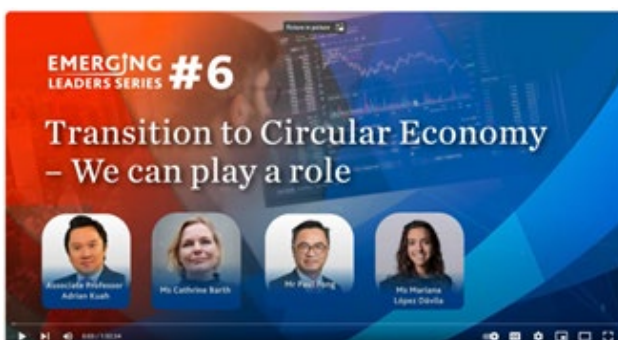 Picture in picture
EMERGING
LEADERS SERIES #6
Transition to Circular Economy
– We can play a role
Associate Professor
Adrian Kuah
Ms Cathrine Barth
Mr Paul Fong
Ms Mariana
López Dávila